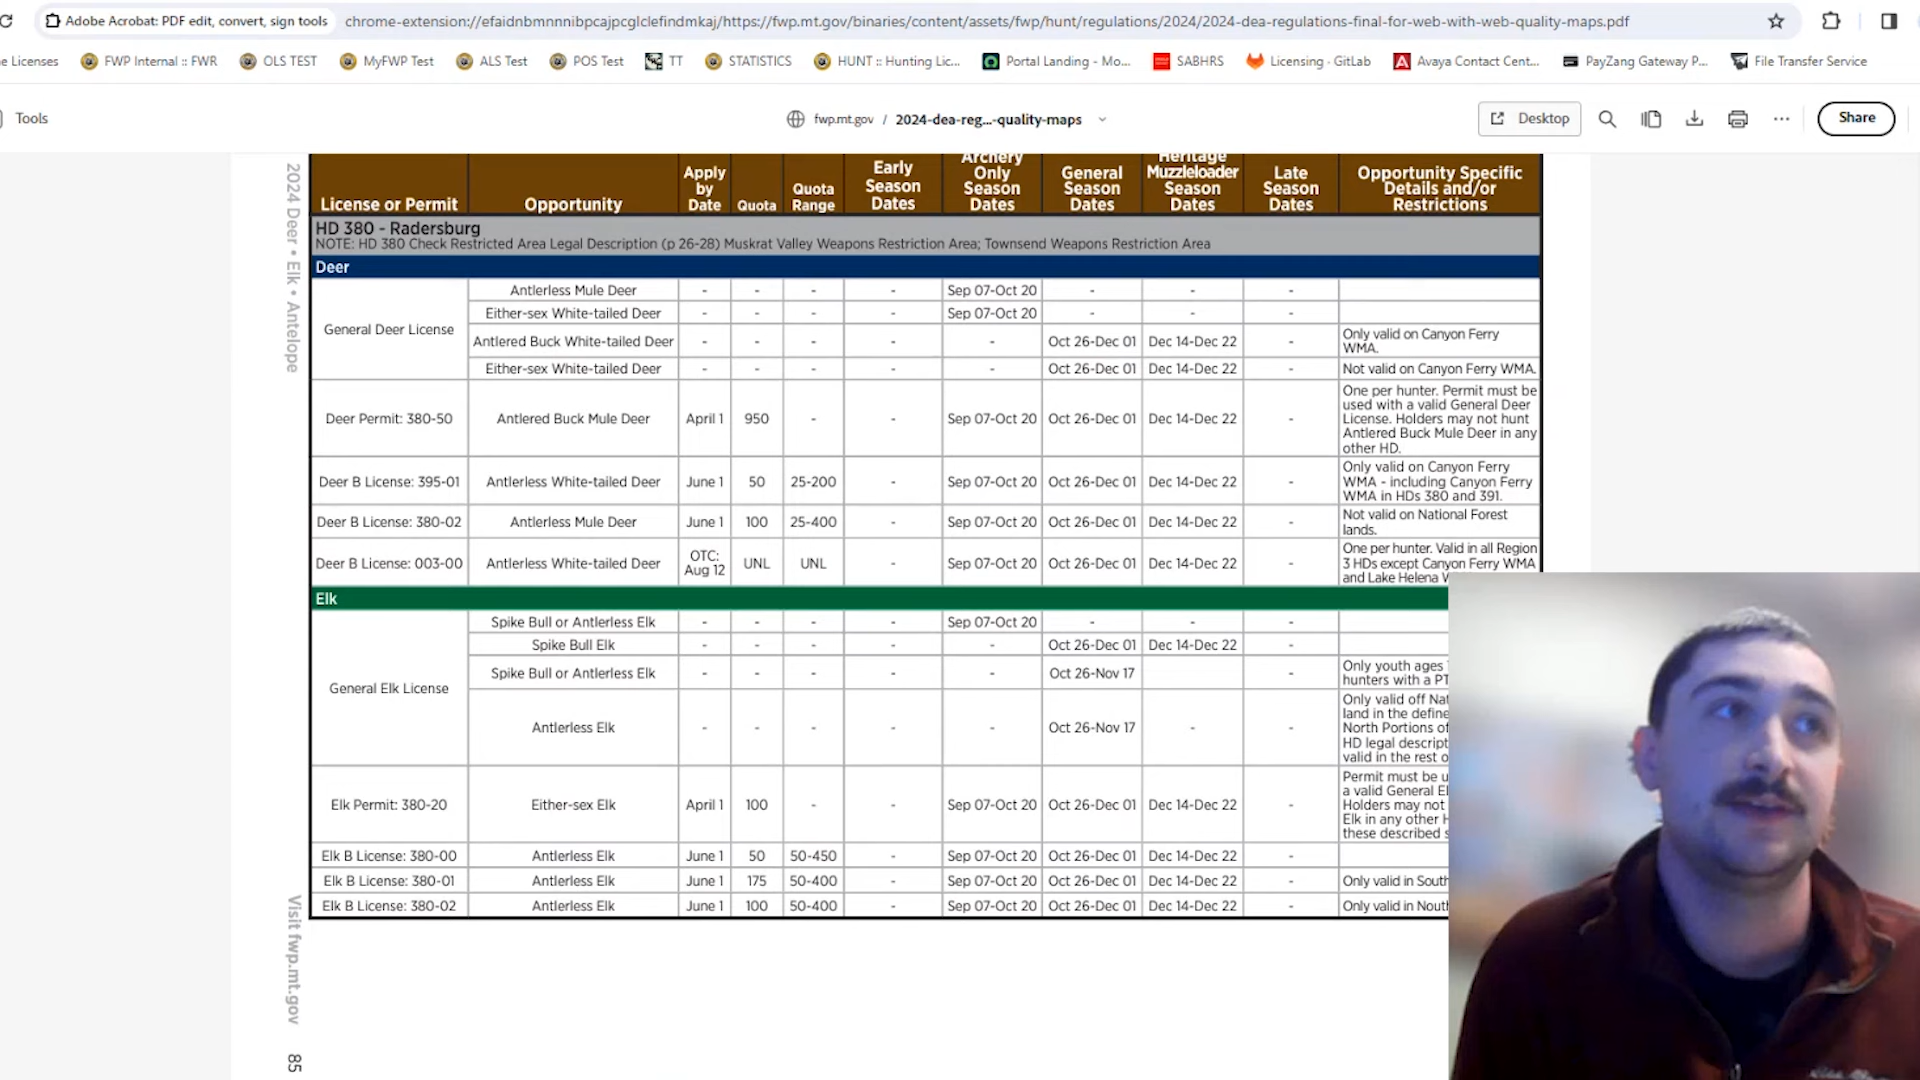 Adobe Acrobat: PDF edit, convert, sign tools
chrome-extension://efaidnbmnnnibpcajpcglclefindmkaj/https://fwp.mt.gov/binaries/content/assets/fwp/hunt/regulations/2024/2024-dea-regulations-final-for-web-with-web-quality-maps.pdf
e Licenses
FWP Internal :: FWP
OLS TEST
MyFWP Test
ALS Test
POS Test
TT
STATISTICS
HUNT :: Hunting Lic...
Portal Landing - Mo...
SABHRS
Licensing · GitLab
Avaya Contact Cent...
PayZang Gateway P...
File Transfer Service
Tools
fwp.mt.gov / 2024-dea-reg...-quality-maps
Desktop
Share
2024 Deer • Elk • Antelope
License or Permit
Opportunity
Apply
by
Date
Quota
Quota
Range
Early
Season
Dates
Archery
Only
Season
Dates
General
Season
Dates
Heritage
Muzzleloader
Season
Dates
Late
Season
Dates
Opportunity Specific
Details and/or
Restrictions
HD 380 - Radersburg
NOTE: HD 380 Check Restricted Area Legal Description (p 26-28) Muskrat Valley Weapons Restriction Area; Townsend Weapons Restriction Area
Deer
General Deer License
Antlerless Mule Deer - - - - Sep 07-Oct 20 - - -
Either-sex White-tailed Deer - - - - Sep 07-Oct 20 - - -
Antlered Buck White-tailed Deer - - - - - Oct 26-Dec 01 Dec 14-Dec 22 -
Only valid on Canyon Ferry
WMA.
Either-sex White-tailed Deer - - - - - Oct 26-Dec 01 Dec 14-Dec 22 - Not valid on Canyon Ferry WMA.
Deer Permit: 380-50 Antlered Buck Mule Deer April 1 950 - - Sep 07-Oct 20 Oct 26-Dec 01 Dec 14-Dec 22 -
One per hunter. Permit must be
used with a valid General Deer
License. Holders may not hunt
Antlered Buck Mule Deer in any
other HD.
Deer B License: 395-01 Antlerless White-tailed Deer June 1 50 25-200 - Sep 07-Oct 20 Oct 26-Dec 01 Dec 14-Dec 22 -
Only valid on Canyon Ferry
WMA - including Canyon Ferry
WMA in HDs 380 and 391.
Deer B License: 380-02 Antlerless Mule Deer June 1 100 25-400 - Sep 07-Oct 20 Oct 26-Dec 01 Dec 14-Dec 22 -
Not valid on National Forest
lands.
Deer B License: 003-00 Antlerless White-tailed Deer
OTC:
Aug 12
UNL UNL - Sep 07-Oct 20 Oct 26-Dec 01 Dec 14-Dec 22 -
One per hunter. Valid in all Region
3 HDs except Canyon Ferry WMA
and Lake Helena
Elk
General Elk License
Spike Bull or Antlerless Elk - - - - Sep 07-Oct 20 - - -
Spike Bull Elk - - - - - Oct 26-Dec 01 Dec 14-Dec 22 -
Spike Bull or Antlerless Elk - - - - - Oct 26-Nov 17 -
Only youth ages
hunters with a PT
Antlerless Elk - - - - - Oct 26-Nov 17 - -
Only valid off Nat
land in the define
North Portions of
HD legal descript
valid in the rest o
Elk Permit: 380-20 Either-sex Elk April 1 100 - - Sep 07-Oct 20 Oct 26-Dec 01 Dec 14-Dec 22 -
Permit must be u
a valid General El
Holders may not
Elk in any other H
these described s
Elk B License: 380-00 Antlerless Elk June 1 50 50-450 - Sep 07-Oct 20 Oct 26-Dec 01 Dec 14-Dec 22 -
Elk B License: 380-01 Antlerless Elk June 1 175 50-400 - Sep 07-Oct 20 Oct 26-Dec 01 Dec 14-Dec 22 - Only valid in South
Elk B License: 380-02 Antlerless Elk June 1 100 50-400 - Sep 07-Oct 20 Oct 26-Dec 01 Dec 14-Dec 22 - Only valid in Nouth
Visit fwp.mt.gov
85